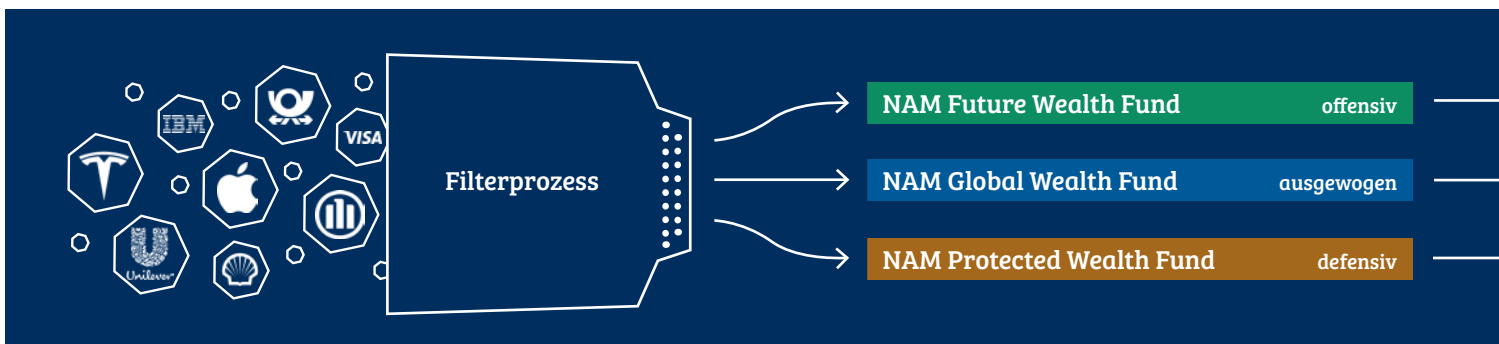 IBM
VISA
Unilever
Filterprozess
NAM Future Wealth Fund offensiv
NAM Global Wealth Fund ausgewogen
NAM Protected Wealth Fund defensiv